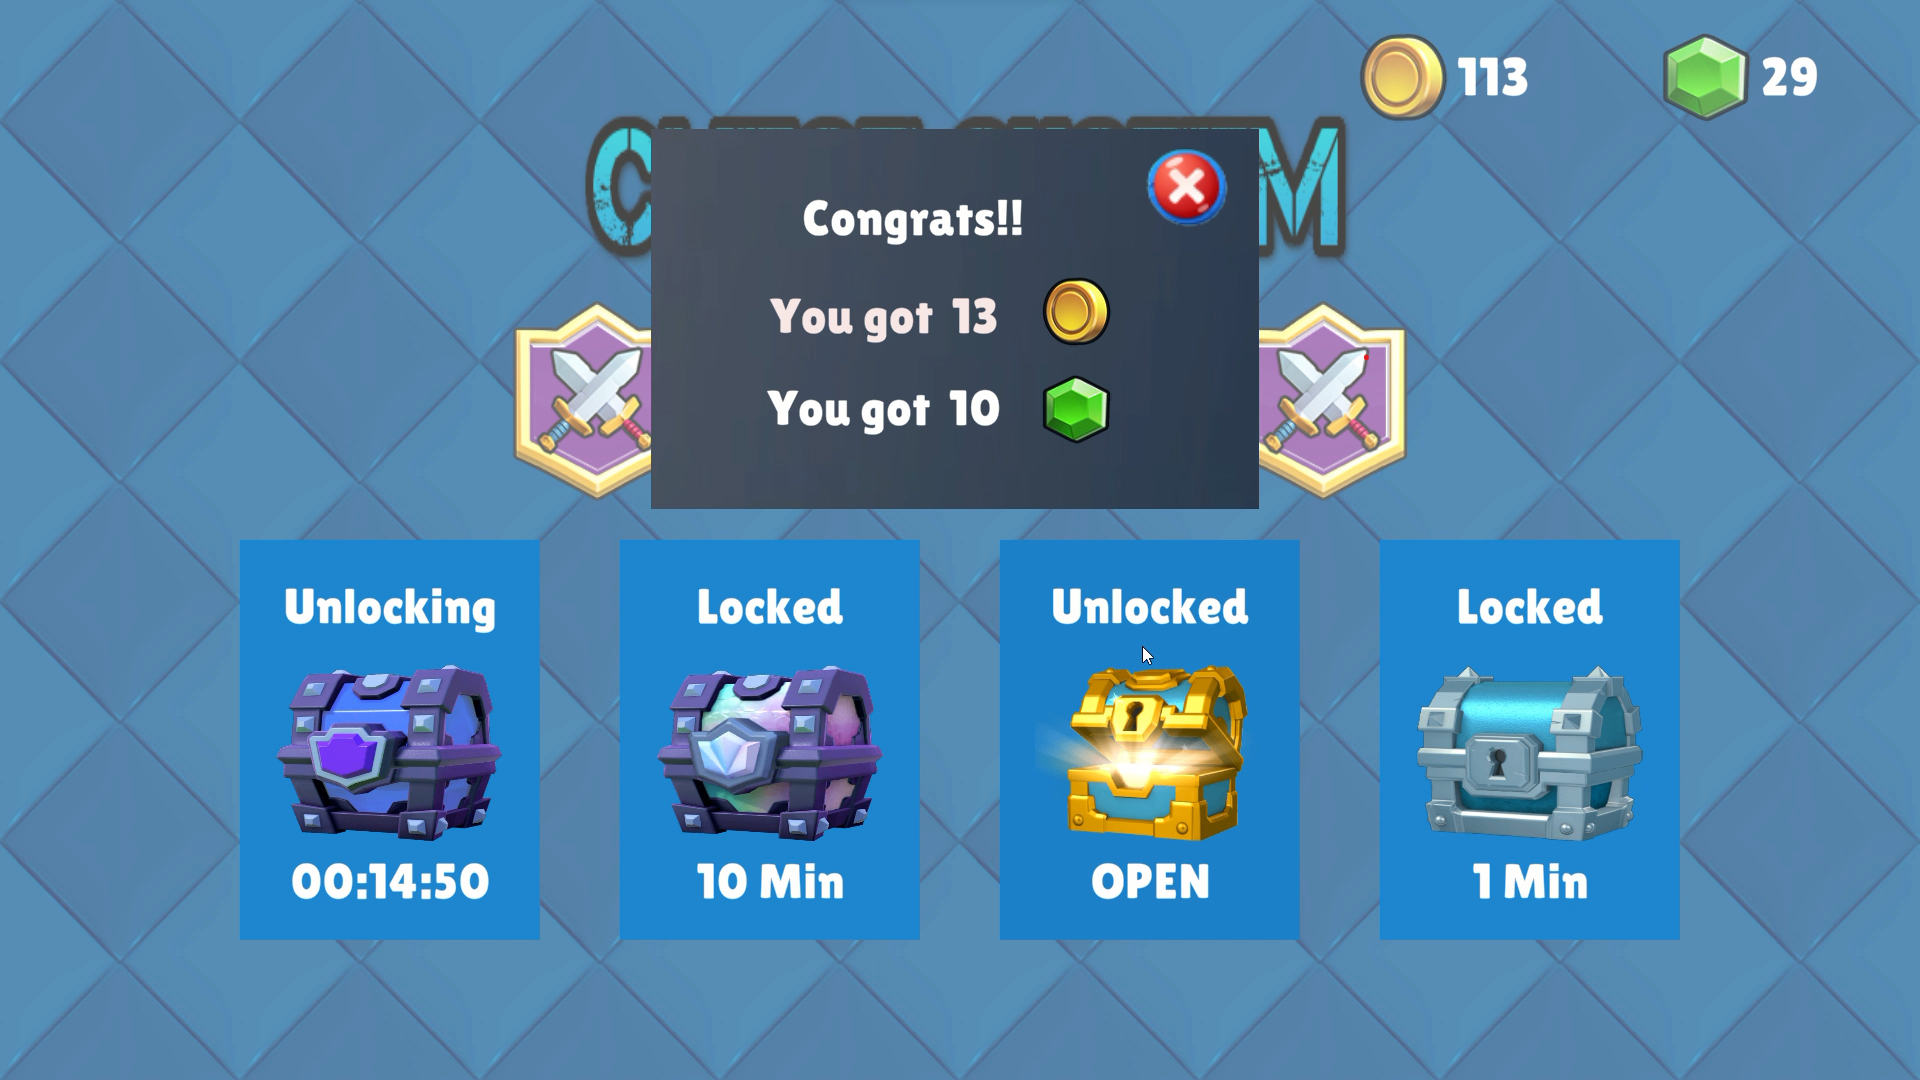 113
29
Congrats!!
You got 13
You got 10
Unlocking
Locked
Unlocked
Locked
00:14:50
10 Min
OPEN
1 Min